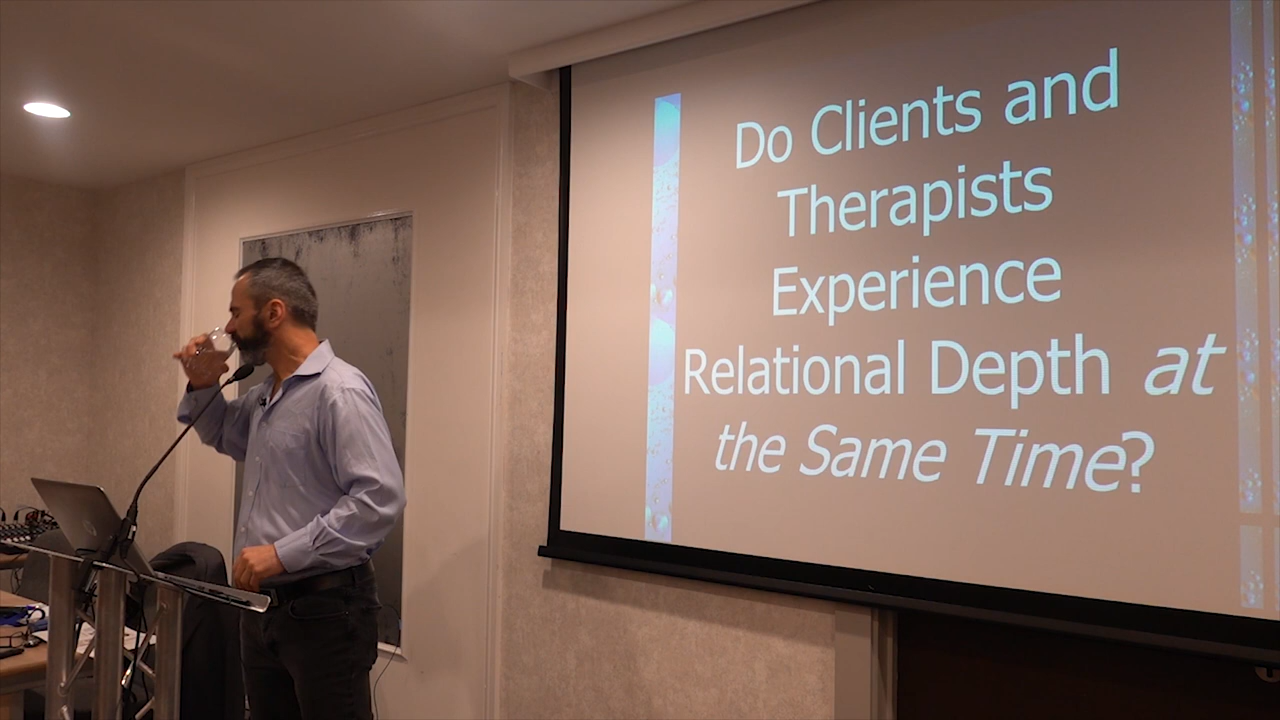 Do Clients and
Therapists
Experience
Relational Depth at
the Same Time?